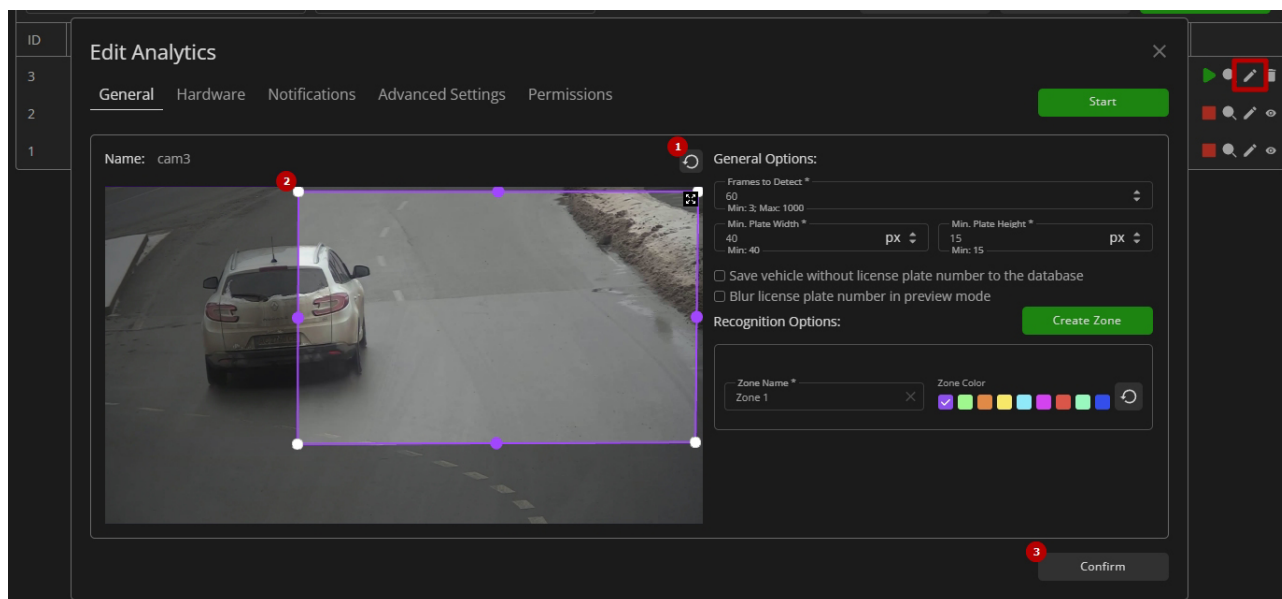 ID
3
2
1
Edit Analytics
General Hardware Notifications Advanced Settings Permissions
Start
Name: cam3
1
2
General Options:
Frames to Detect *
60
Min: 3; Max: 1000
Min. Plate Width * Min. Plate Height *
40 px 15 px
Min: 40 Min: 15
Save vehicle without license plate number to the database
Blur license plate number in preview mode
Recognition Options: Create Zone
Zone Name * Zone Color
Zone 1
3
Confirm